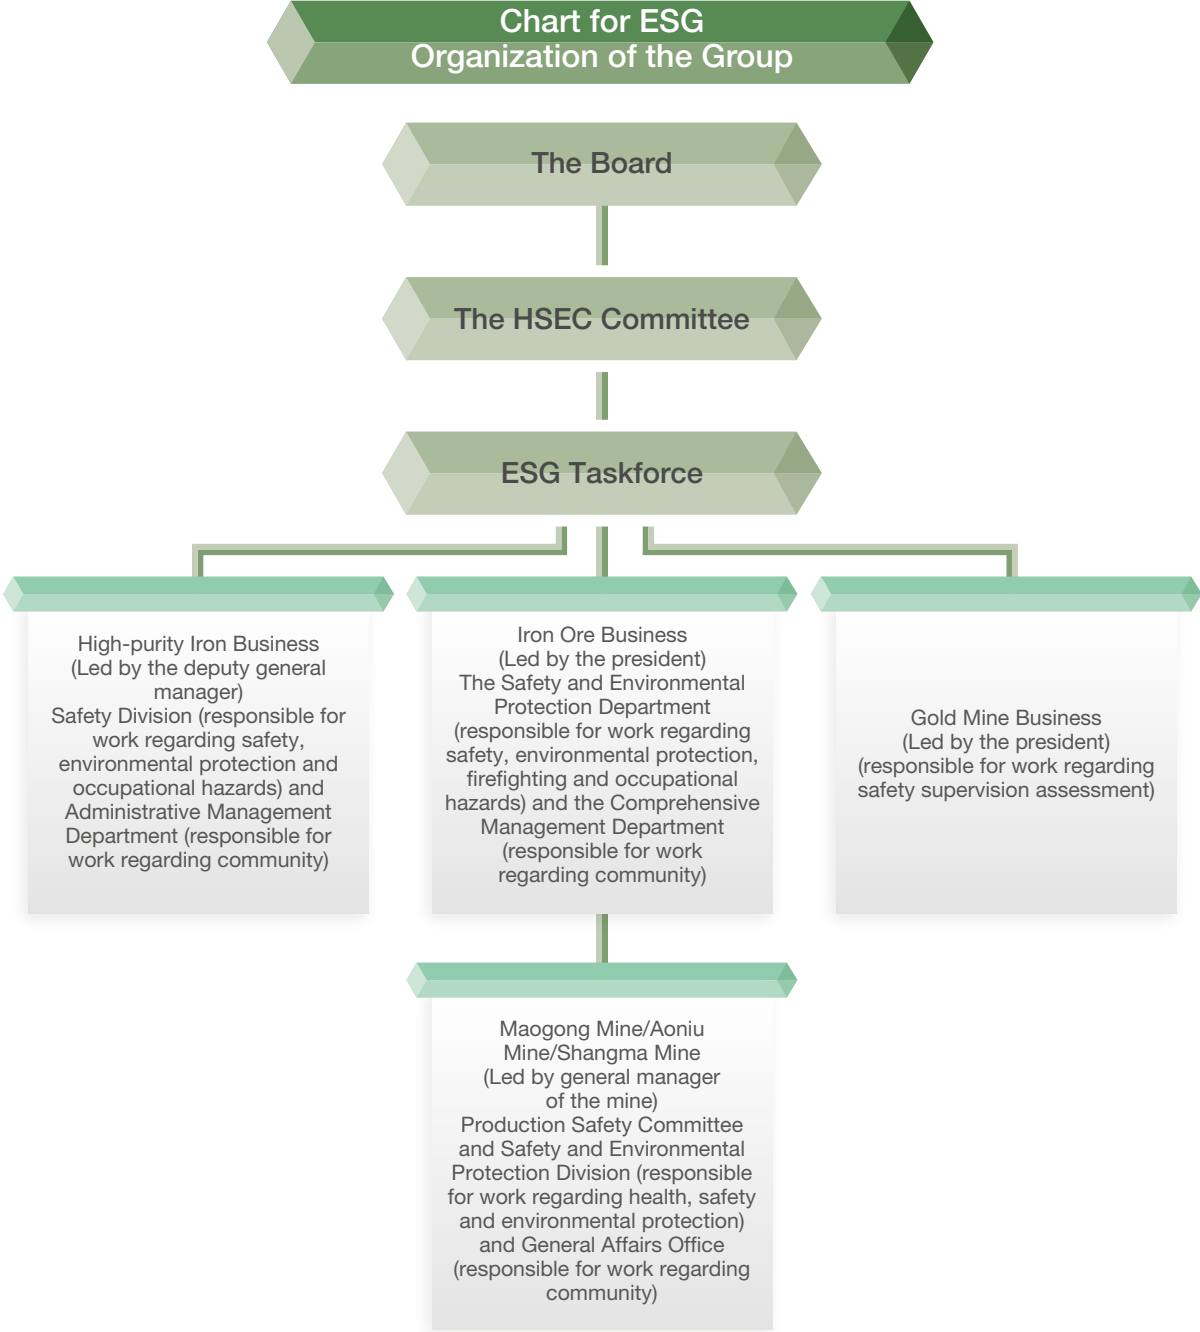 Chart for ESG
Organization of the Group
The Board
The HSEC Committee
ESG Taskforce
High-purity Iron Business
(Led by the deputy general
manager)
Safety Division (responsible for
work regarding safety,
environmental protection and
occupational hazards) and
Administrative Management
Department (responsible for
work regarding community)
Iron Ore Business
(Led by the president)
The Safety and Environmental
Protection Department
(responsible for work regarding
safety, environmental protection,
firefighting and occupational
hazards) and the Comprehensive
Management Department
(responsible for work
regarding community)
Gold Mine Business
(Led by the president)
(responsible for work regarding
safety supervision assessment)
Maogong Mine/Aoniu
Mine/Shangma Mine
(Led by general manager
of the mine)
Production Safety Committee
and Safety and Environmental
Protection Division (responsible
for work regarding health, safety
and environmental protection)
and General Affairs Office
(responsible for work regarding
community)